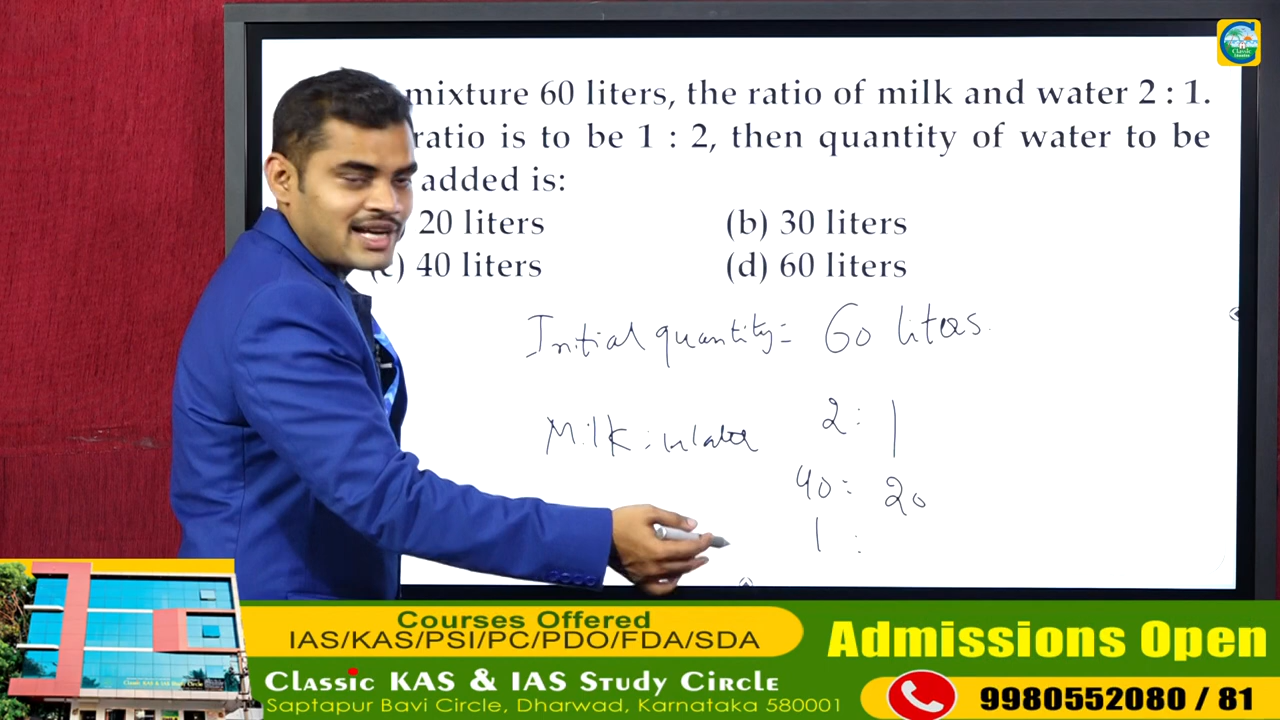 mixture 60 liters, the ratio of milk and water 2 : 1.
ratio is to be 1 : 2, then quantity of water to be
added is:
20 liters (b) 30 liters
(c) 40 liters (d) 60 liters
Initial quantity = 60 liters.
Milk : water 2 : 1
40 : 20
1 :
Courses Offered
IAS/KAS/PSI/PC/PDO/FDA/SDA
Admissions Open
Classic KAS & IAS Study Circle
Saptapur Bavi Circle, Dharwad, Karnataka 580001
9980552080 / 81
Classic